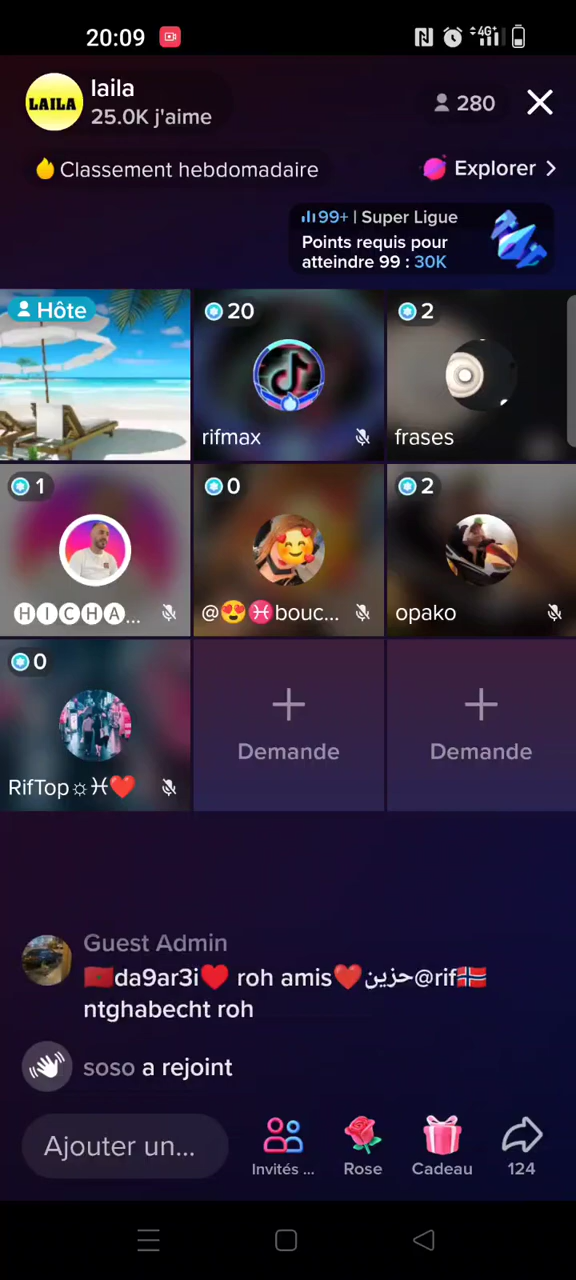 20:09
4G+
LAILA
laila
25.0K j'aime
280
Classement hebdomadaire
Explorer >
99+ | Super Ligue
Points requis pour
atteindre 99 : 30K
Hôte
20
rifmax
2
frases
1
🅗🅘🅒🅗🅐...
0
@😍♓bouc...
2
opako
0
RifTop☼♓❤️
Demande
Demande
Guest Admin
🇲🇦da9ar3i♥️ roh amis❤️حزين@rif🇳🇴
ntghabecht roh
soso a rejoint
Ajouter un...
Invités ...
Rose
Cadeau
124